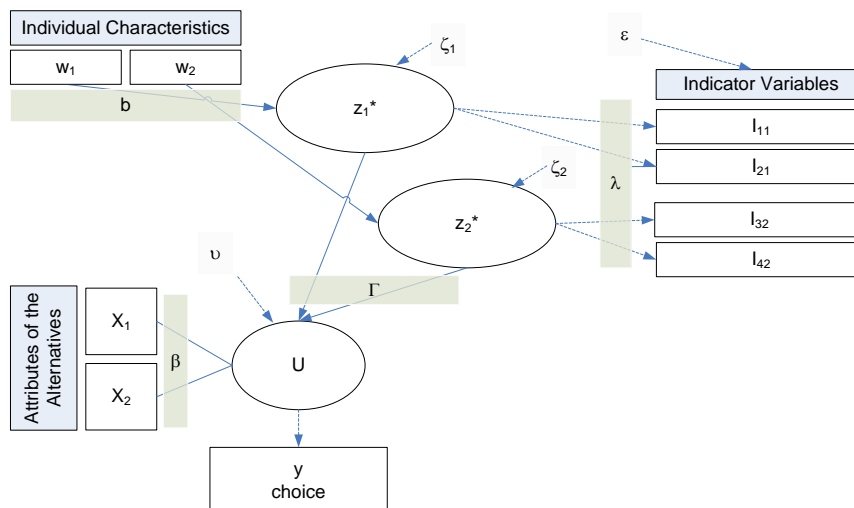 Individual Characteristics
w₁
w₂
b
ζ₁
z₁*
ε
Indicator Variables
I₁₁
I₂₁
λ
I₃₂
I₄₂
ζ₂
z₂*
υ
Γ
Attributes of the
Alternatives
X₁
X₂
β
U
y
choice